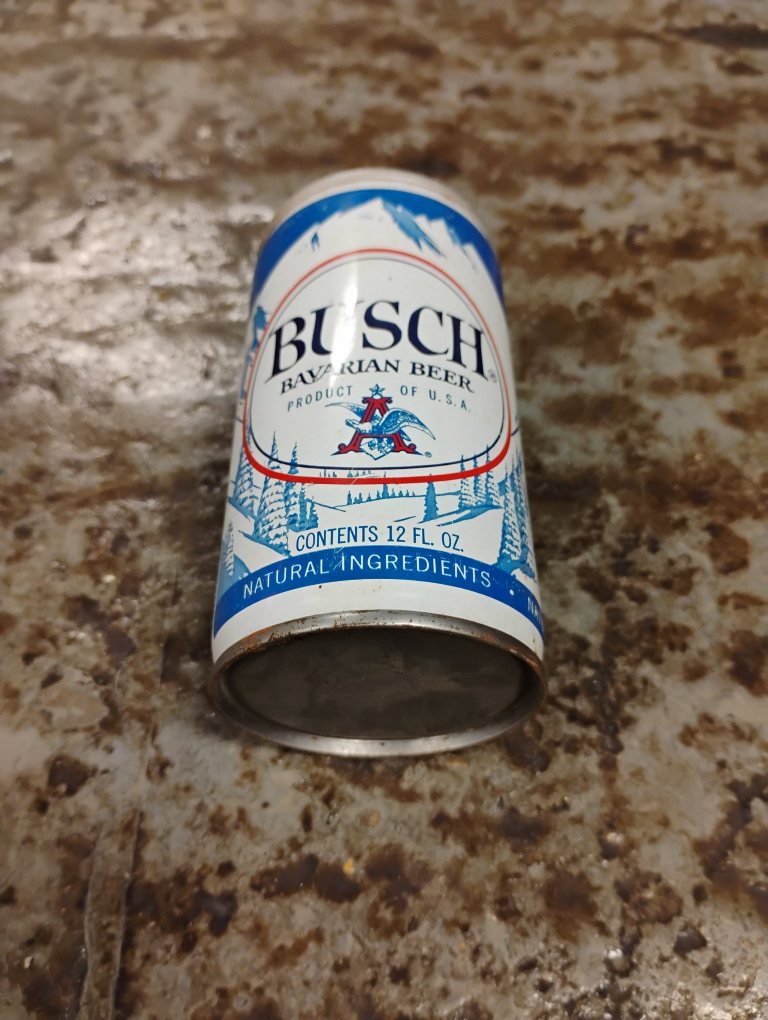 BUSCH®
BAVARIAN BEER
PRODUCT OF U.S.A.
A
®
CONTENTS 12 FL. OZ.
NATURAL INGREDIENTS •